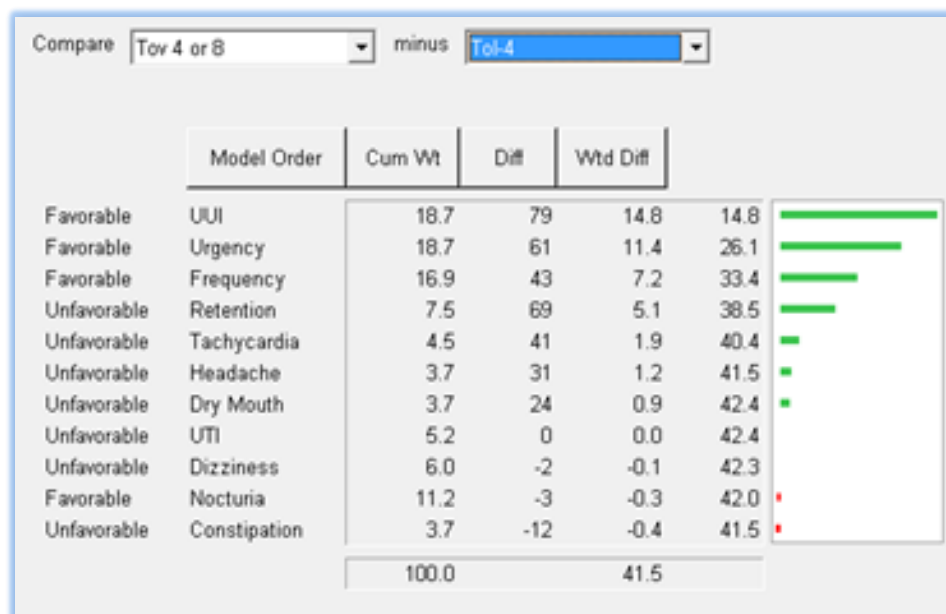 Compare Tov 4 or 8 minus Tol-4
Model Order Cum Wt Diff Wtd Diff
Favorable UUI 18.7 79 14.8 14.8
Favorable Urgency 18.7 61 11.4 26.1
Favorable Frequency 16.9 43 7.2 33.4
Unfavorable Retention 7.5 69 5.1 38.5
Unfavorable Tachycardia 4.5 41 1.9 40.4
Unfavorable Headache 3.7 31 1.2 41.5
Unfavorable Dry Mouth 3.7 24 0.9 42.4
Unfavorable UTI 5.2 0 0.0 42.4
Unfavorable Dizziness 6.0 -2 -0.1 42.3
Favorable Nocturia 11.2 -3 -0.3 42.0
Unfavorable Constipation 3.7 -12 -0.4 41.5
100.0 41.5